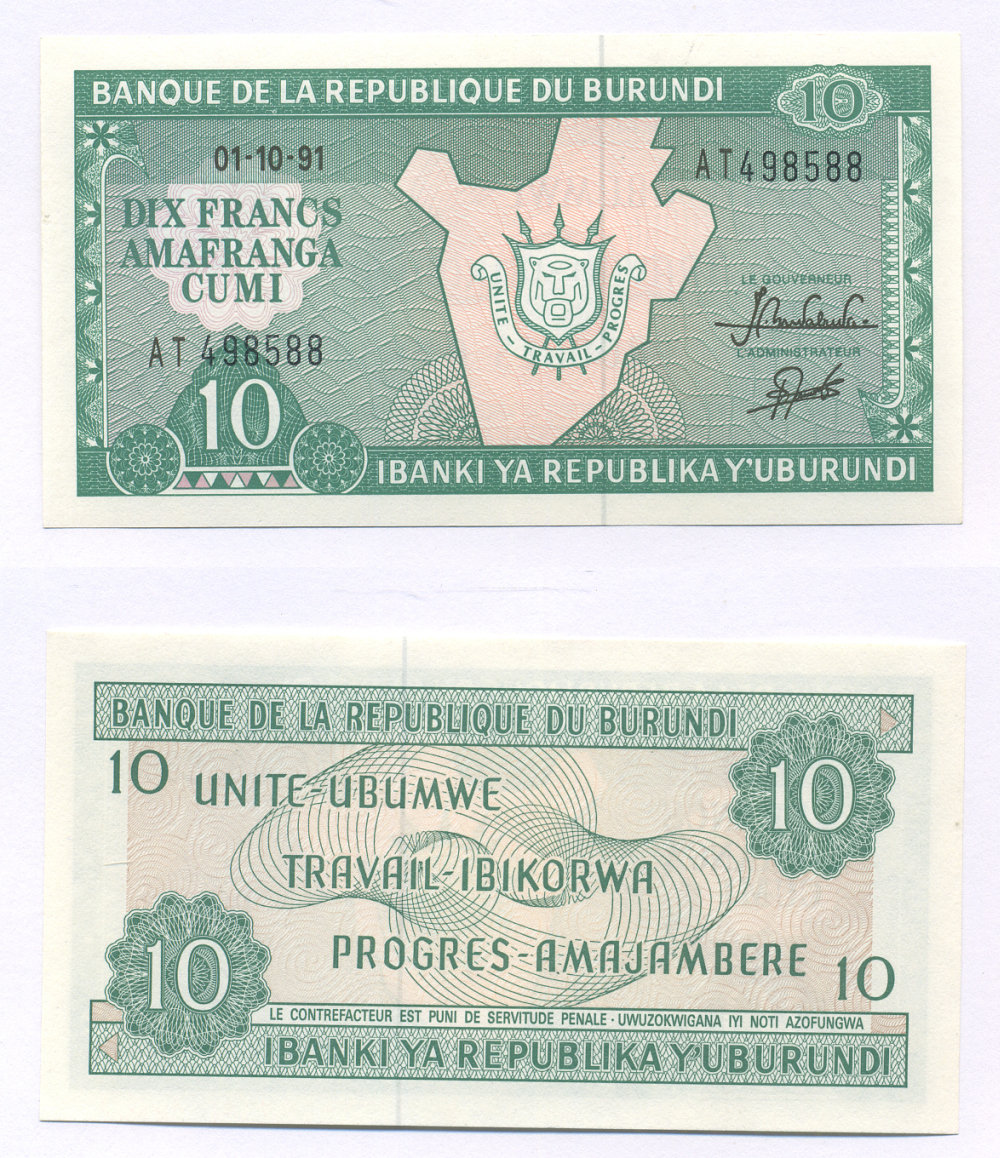 BANQUE DE LA REPUBLIQUE DU BURUNDI
10
01-10-91
AT498588
DIX FRANCS
AMAFRANGA
CUMI
UNITE - TRAVAIL - PROGRES
LE GOUVERNEUR
L'ADMINISTRATEUR
AT 498588
10
IBANKI YA REPUBLIKA Y'UBURUNDI
BANQUE DE LA REPUBLIQUE DU BURUNDI
10
10
UNITE-UBUMWE
TRAVAIL-IBIKORWA
PROGRES-AMAJAMBERE
10
10
LE CONTREFACTEUR EST PUNI DE SERVITUDE PENALE · UWUZOKWIGANA IYI NOTI AZOFUNGWA
IBANKI YA REPUBLIKA Y'UBURUNDI